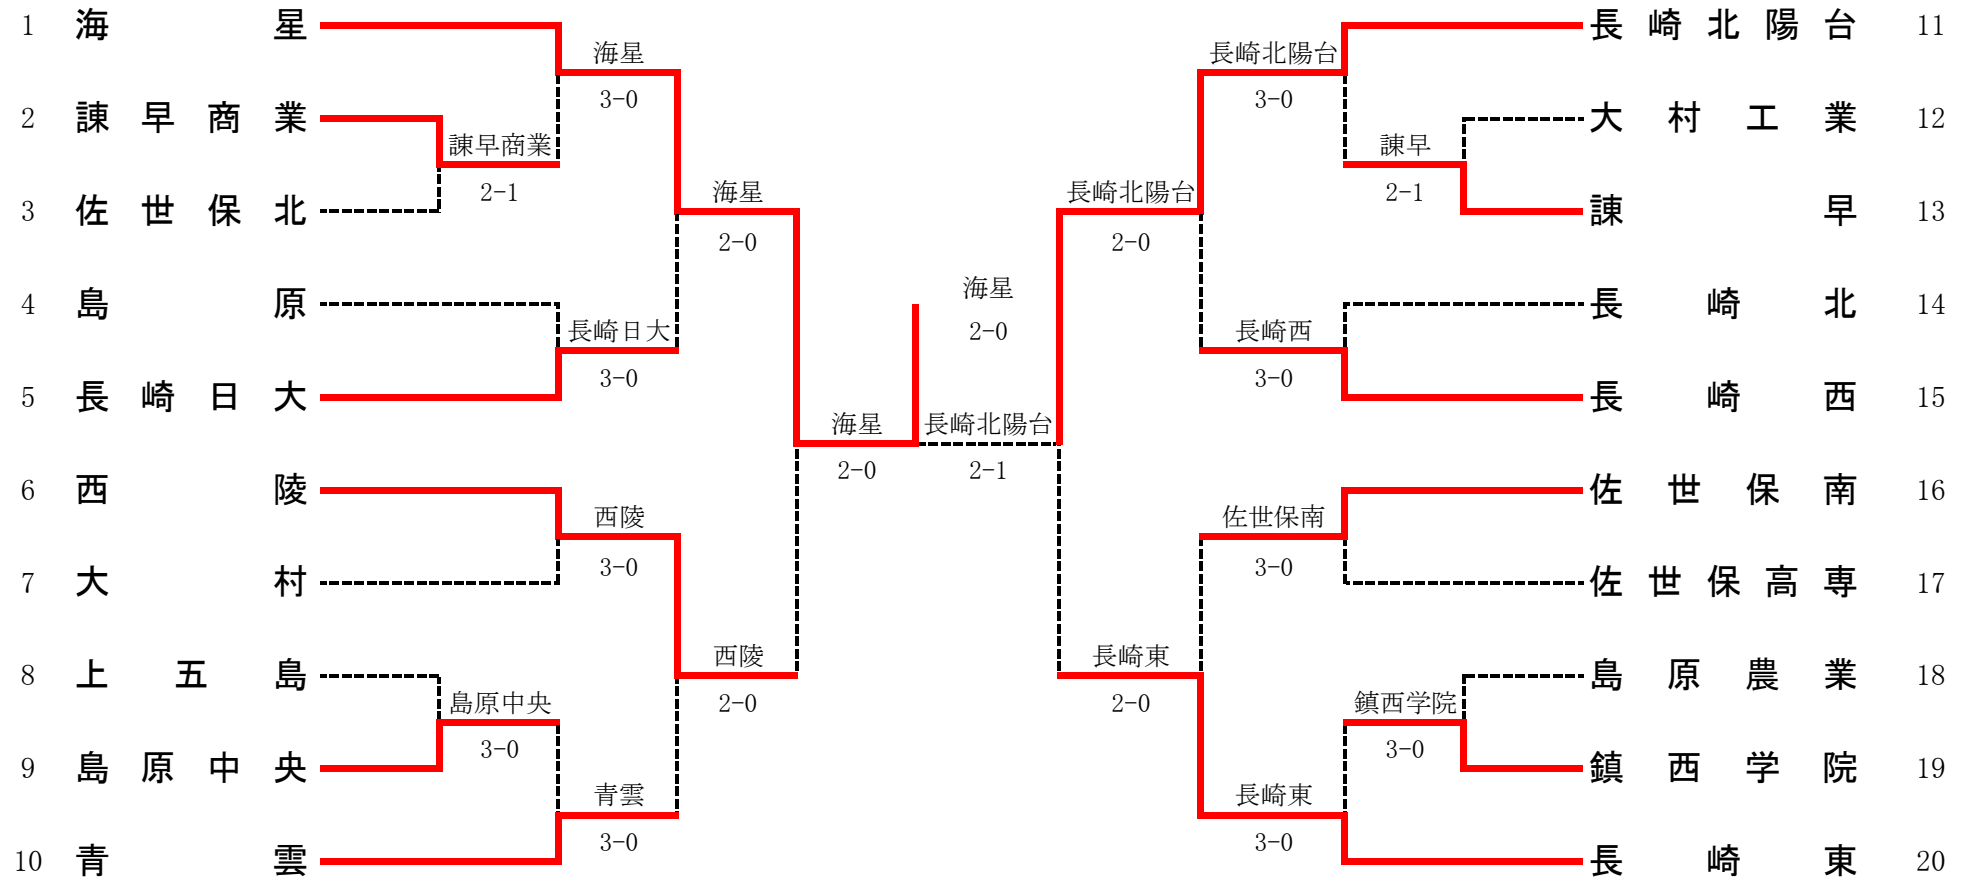 1 海星
2 諫早商業
3 佐世保北
4 島原
5 長崎日大
6 西陵
7 大村
8 上五島
9 島原中央
10 青雲
諫早商業
2-1
島原中央
3-0
海星
3-0
長崎日大
3-0
西陵
3-0
青雲
3-0
海星
2-0
西陵
2-0
海星
2-0
海星
2-0
長崎北陽台
2-1
長崎北陽台
2-0
長崎東
2-0
長崎北陽台
3-0
長崎西
3-0
佐世保南
3-0
長崎東
3-0
諫早
2-1
鎮西学院
3-0
長崎北陽台 11
大村工業 12
諫早 13
長崎北 14
長崎西 15
佐世保南 16
佐世保高専 17
島原農業 18
鎮西学院 19
長崎東 20